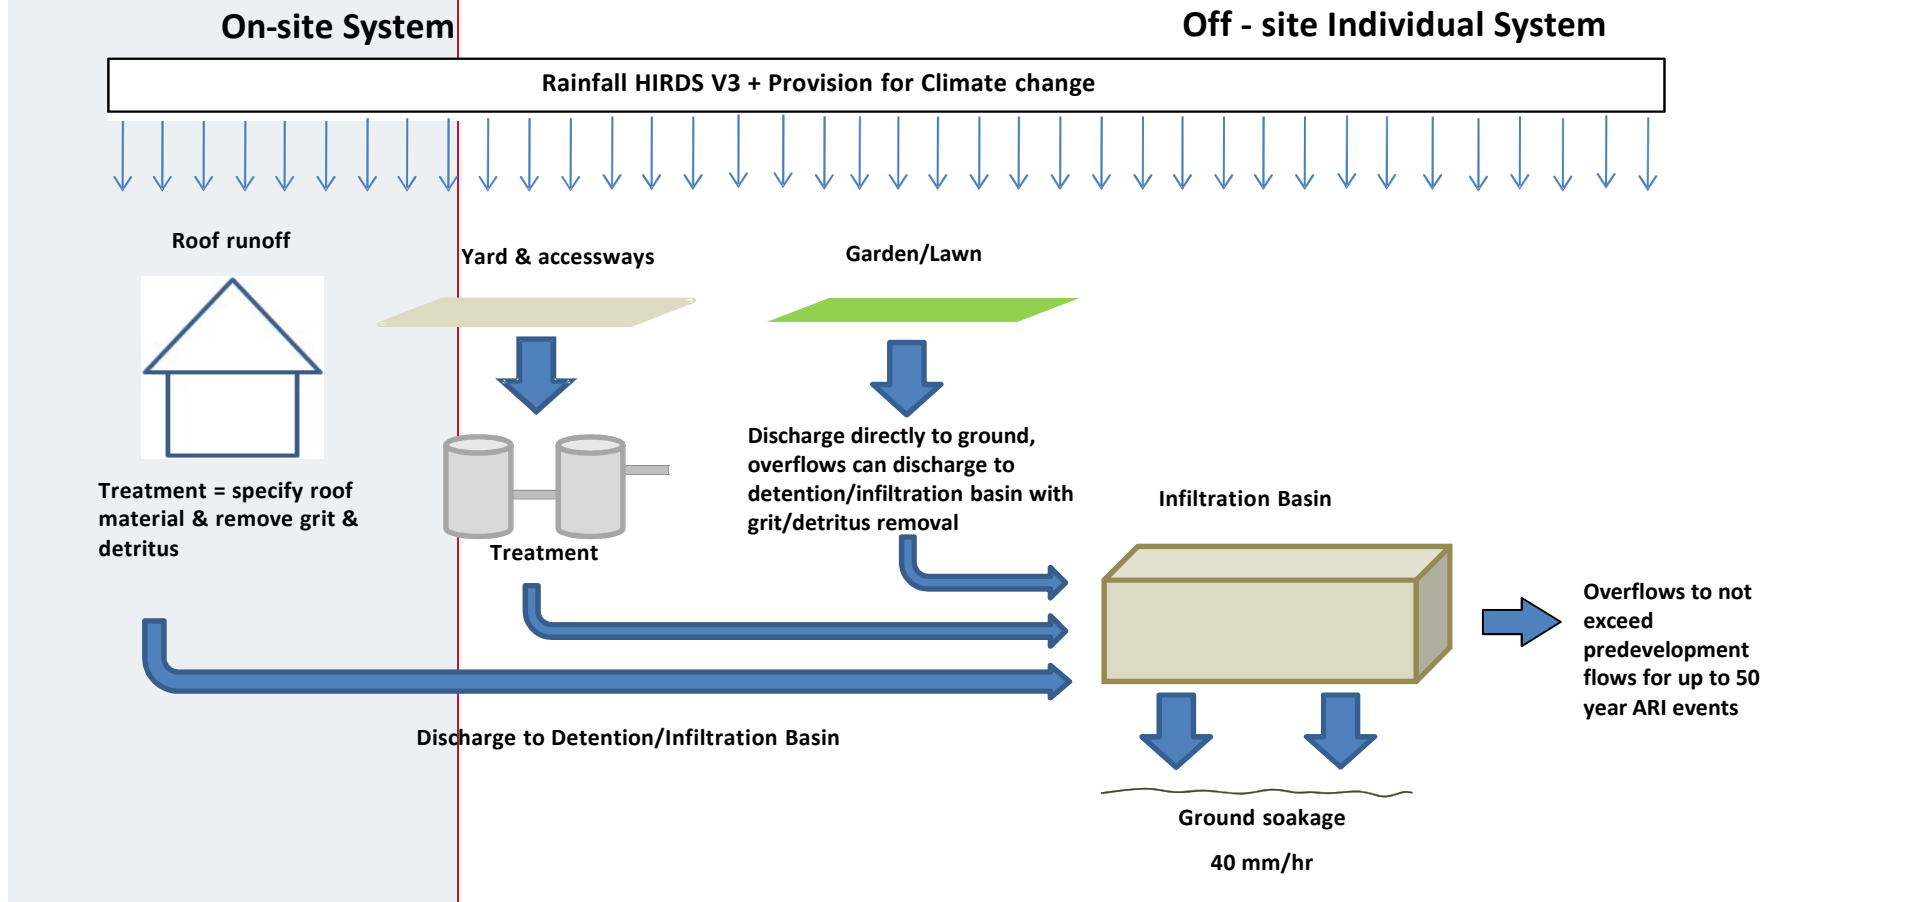 On-site System
Off - site Individual System
Rainfall HIRDS V3 + Provision for Climate change
Roof runoff
Yard & accessways
Garden/Lawn
Treatment = specify roof
material & remove grit &
detritus
Treatment
Discharge directly to ground,
overflows can discharge to
detention/infiltration basin with
grit/detritus removal
Infiltration Basin
Overflows to not
exceed
predevelopment
flows for up to 50
year ARI events
Discharge to Detention/Infiltration Basin
Ground soakage
40 mm/hr